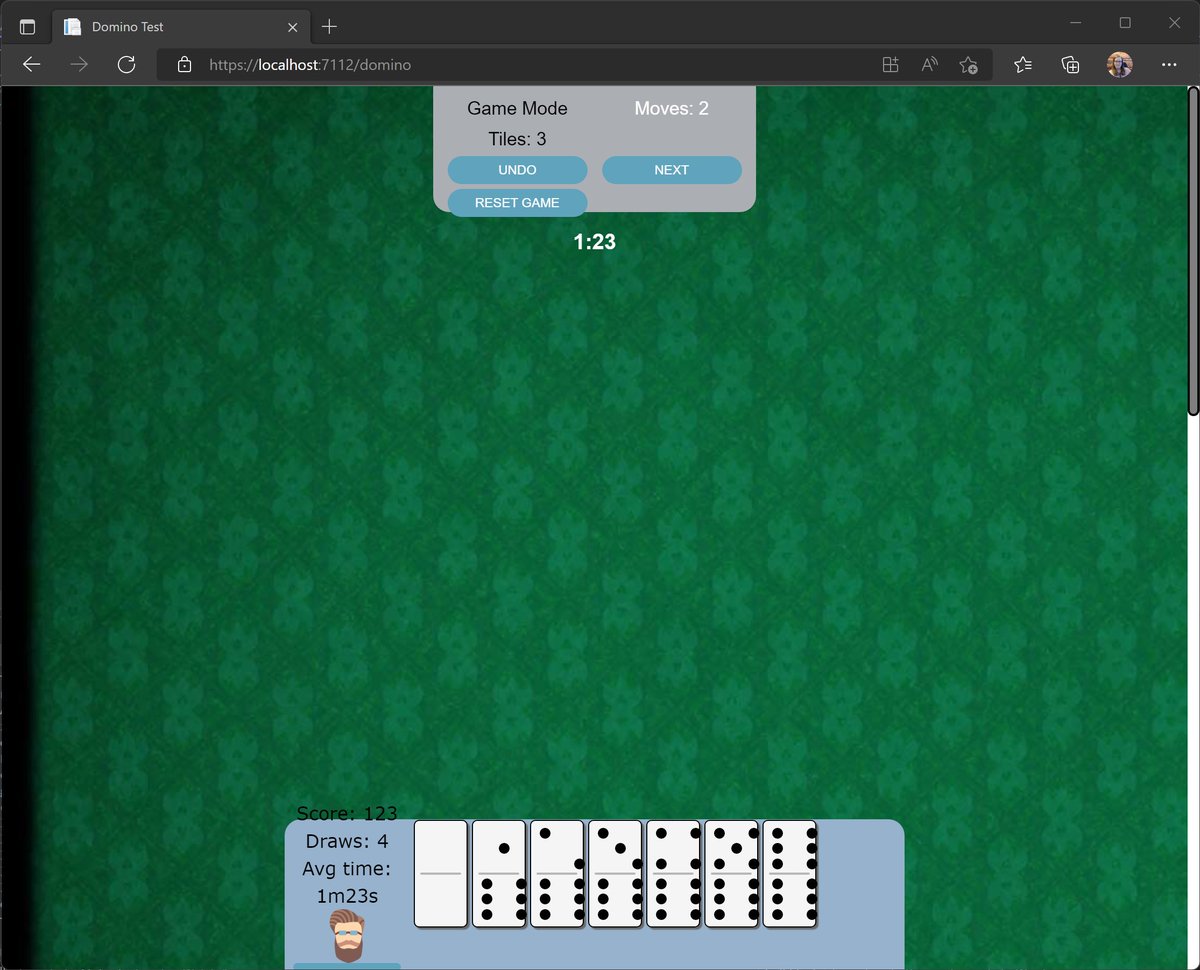 Domino Test
https://localhost:7112/domino
Game Mode
Moves: 2
Tiles: 3
UNDO
NEXT
RESET GAME
1:23
Score: 123
Draws: 4
Avg time:
1m23s